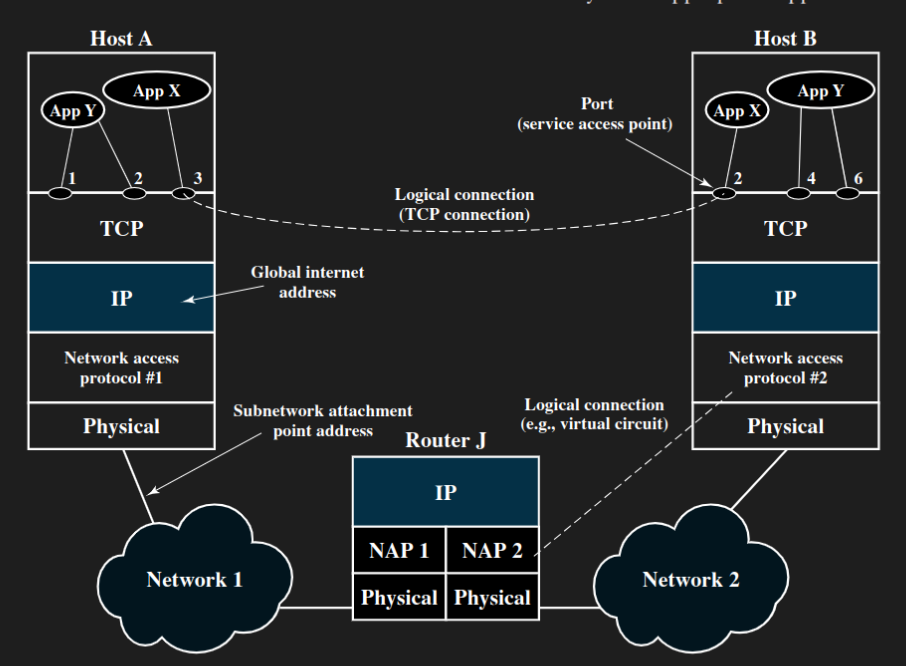 Host A
Host B
App Y
App X
Port
(service access point)
App X
App Y
1
2
3
2
4
6
Logical connection
(TCP connection)
TCP
TCP
Global internet
address
IP
IP
Network access
protocol #1
Network access
protocol #2
Subnetwork attachment
point address
Logical connection
(e.g., virtual circuit)
Physical
Physical
Router J
IP
NAP 1
NAP 2
Network 1
Physical
Physical
Network 2